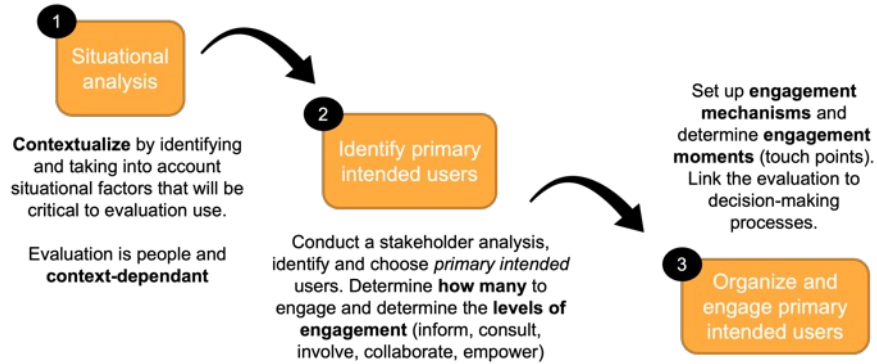 1
Situational
analysis
Contextualize by identifying
and taking into account
situational factors that will be
critical to evaluation use.
Evaluation is people and
context-dependant
2
Identify primary
intended users
Conduct a stakeholder analysis,
identify and choose primary intended
users. Determine how many to
engage and determine the levels of
engagement (inform, consult,
involve, collaborate, empower)
Set up engagement
mechanisms and
determine engagement
moments (touch points).
Link the evaluation to
decision-making
processes.
3
Organize and
engage primary
intended users